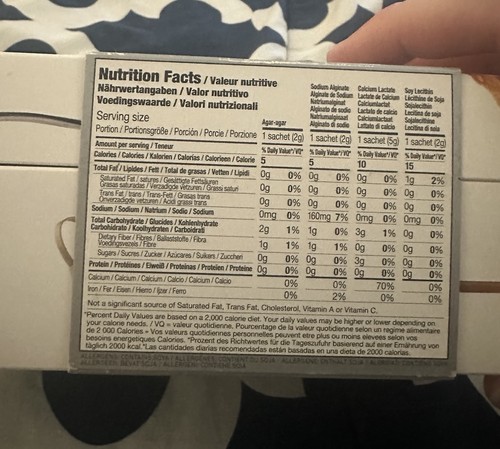 Nutrition Facts / Valeur nutritive
Nährwertangaben / Valor nutritivo
Voedingswaarde / Valori nutrizionali
Serving size
Portion / Portionsgröße / Porción / Porcie / Porzione
Agar-agar
Sodium Alginate
Alginate de Sodium
Natriumalginat
Alginato de sodio
Natriumalginaat
Alginato di sodio
Calcium Lactate
Lactate de Calcium
Calciumlactat
Lactato de calcio
Calciumlactaat
Lattato di calcio
Soy Lecithin
Lécithine de Soja
Sojalecithin
Lecitina de soja
Sojalecithine
Lecitina di soia
1 sachet (2g) 1 sachet (2g) 1 sachet (5g) 1 sachet (2g)
Amount per serving / Teneur % Daily Value*/VQ* % Daily Value*/VQ* % Daily Value*/VQ* % Daily Value*/VQ*
Calories / Calories / Kalorien / Calorías / Calorieen / Calorie 5 5 10 15
Total Fat / Lipides / Fett / Total de grasas / Vetten / Lipidi 0g 0% 0g 0% 0g 0% 1g 2%
Saturated Fat / satures / Gesättigte Fettsäuren
Grasas saturadas / Verzadigde vetzuren / Grassi saturi 0g 0% 0g 0% 0g 0% 0g 0%
Trans Fat / trans / Trans-Fett / Grasas trans
Onverzadigde vetzuren / Acidi grassi trans 0g 0% 0g 0% 0g 0% 0g 0%
Sodium / Sodium / Natrium / Sodio / Sodium 0mg 0% 160mg 7% 0mg 0% 0mg 0%
Total Carbohydrate / Glucides / Kohlenhydrate
Carbohidrato / Koolhydraten / Carboidrati 2g 1% 1g 0% 3g 1% 0g 0%
Dietary Fiber / Fibres / Ballaststoffe / Fibra
Voedingsvezels / Fibre 1g 1% 1g 1% 0g 0% 0g 0%
Sugars / Sucres / Zucker / Azúcares / Suikers / Zuccheri 0g 0% 0g 0% 3g 0% 0g 0%
Protein / Protéines / Eiweiß / Proteinas / Proteïen / Proteine 0g 0% 0g 0% 0g 0% 0g 0%
Calcium / Calcium / Calcium / Calcio / Calcium / Calcio 0% 0% 70% 0%
Iron / Fer / Eisen / Hierro / Ijzer / Ferro 0% 2% 0% 0%
Not a significant source of Saturated Fat, Trans Fat, Cholesterol, Vitamin A or Vitamin C.
*Percent Daily Values are based on a 2,000 calorie diet. Your daily values may be higher or lower depending on
your calorie needs. / VQ = valeur quotidienne. Pourcentage de la valeur quotidienne selon un regime alimentaire
de 2 000 Calories • Vos valeurs quotidiennes personnelles peuvent etre plus ou moins elevees selon vos
besoins energetiques Calories. *Prozent des Richtwertes für die Tageszufuhr basierend auf einer Ernährung von
täglich 2000 kcal. *Las cantidades diarias recomendadas están basadas en una dieta de 2000 calorías.